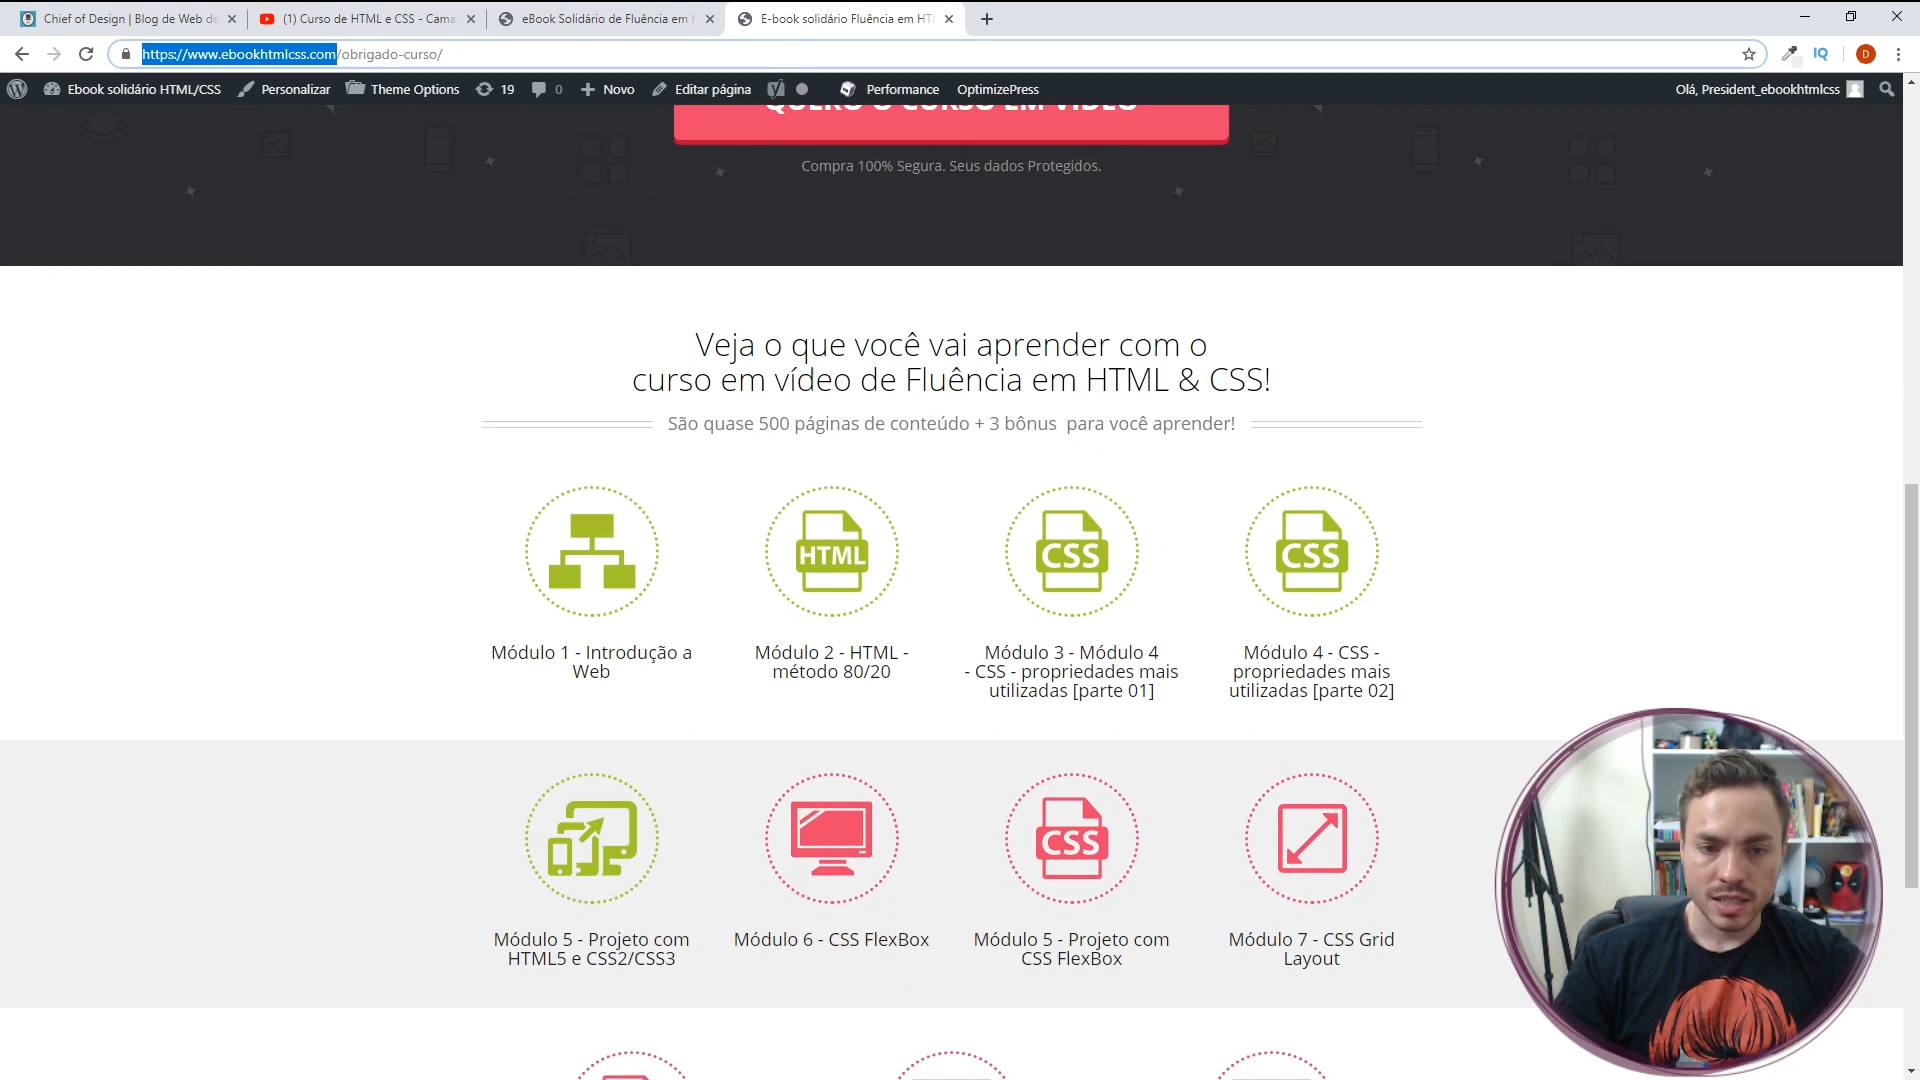 Chief of Design | Blog de Web de
(1) Curso de HTML e CSS - Cama
eBook Solidário de Fluência em H
E-book solidário Fluência em HT
https://www.ebookhtmlcss.com/obrigado-curso/
IQ
D
Ebook solidário HTML/CSS
Personalizar
Theme Options
19
0
Novo
Editar página
Performance
OptimizePress
Olá, President_ebookhtmlcss
QUERO O CURSO EM VÍDEO
Compra 100% Segura. Seus dados Protegidos.
Veja o que você vai aprender com o
curso em vídeo de Fluência em HTML & CSS!
São quase 500 páginas de conteúdo + 3 bônus para você aprender!
HTML
CSS
CSS
Módulo 1 - Introdução a
Web
Módulo 2 - HTML -
método 80/20
Módulo 3 - Módulo 4
- CSS - propriedades mais
utilizadas [parte 01]
Módulo 4 - CSS -
propriedades mais
utilizadas [parte 02]
CSS
Módulo 5 - Projeto com
HTML5 e CSS2/CSS3
Módulo 6 - CSS FlexBox
Módulo 5 - Projeto com
CSS FlexBox
Módulo 7 - CSS Grid
Layout